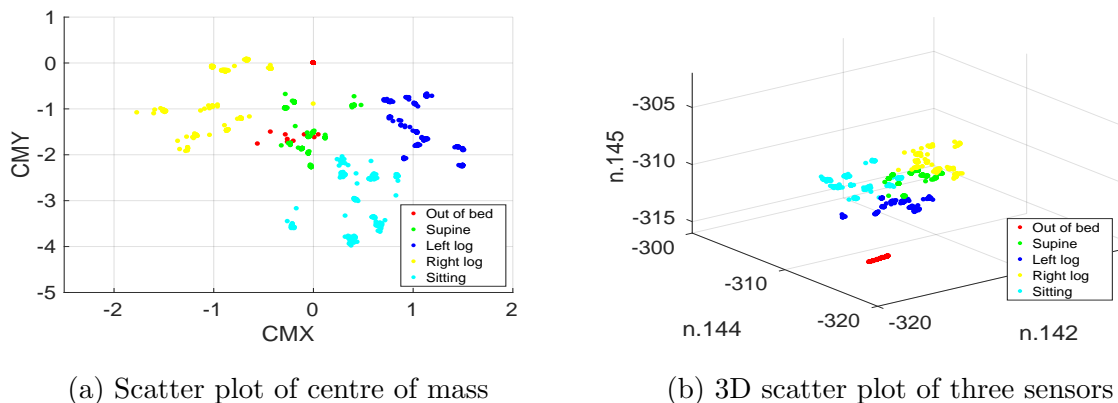 1
0
-1
-2
-3
-4
-5
CMY
-2
-1
0
1
2
CMX
Out of bed
Supine
Left log
Right log
Sitting
(a) Scatter plot of centre of mass
-305
-310
-315
n.145
-300
-310
-320
n.144
-320
n.142
Out of bed
Supine
Left log
Right log
Sitting
(b) 3D scatter plot of three sensors